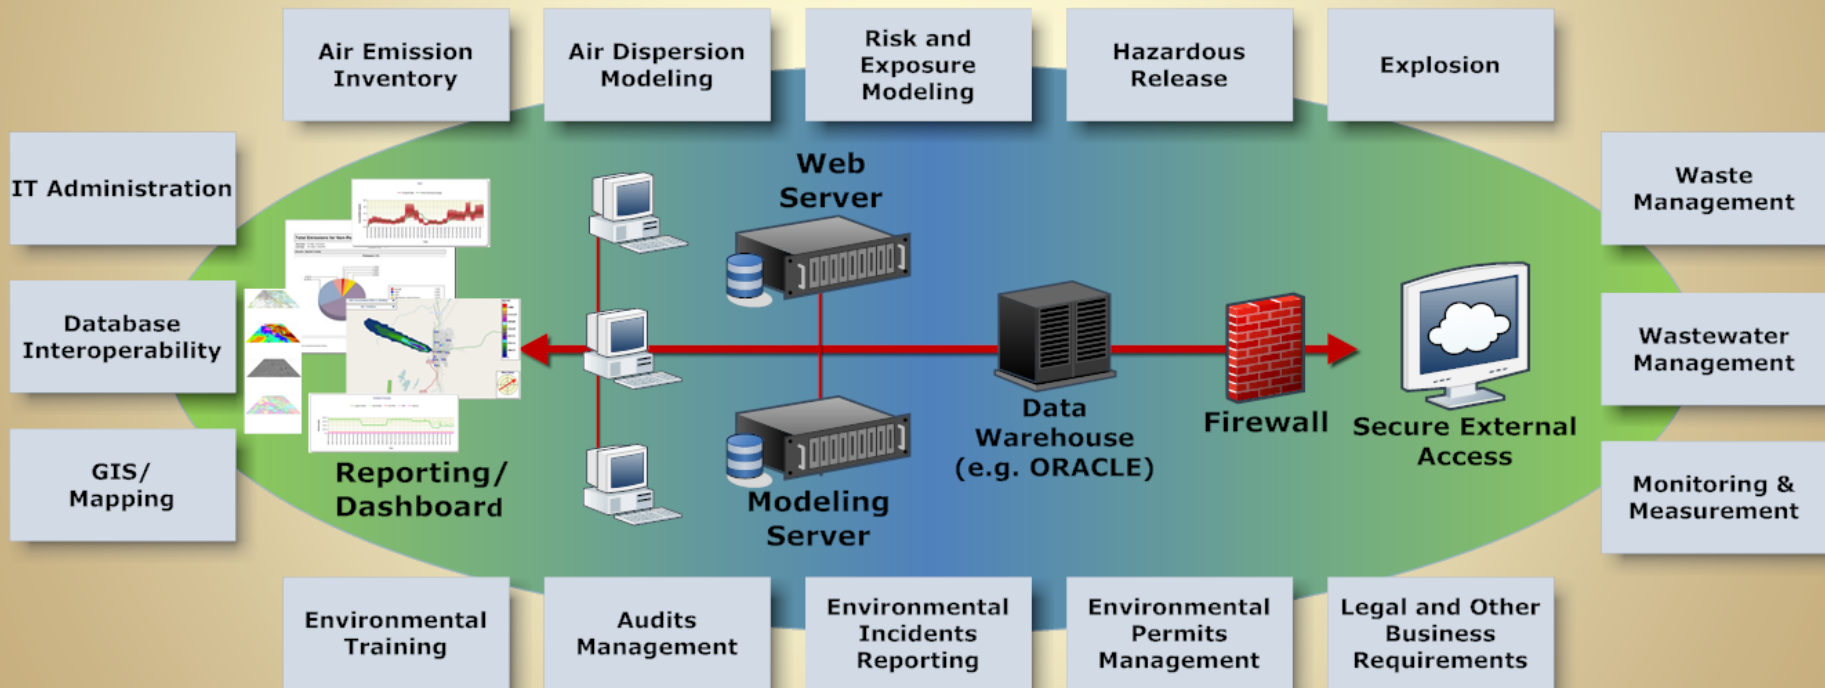 Air Emission
Inventory
Air Dispersion
Modeling
Risk and
Exposure
Modeling
Hazardous
Release
Explosion
IT Administration
Database
Interoperability
GIS/
Mapping
Web
Server
Reporting/
Dashboard
Modeling
Server
Data
Warehouse
(e.g. ORACLE)
Firewall
Secure External
Access
Waste
Management
Wastewater
Management
Monitoring &
Measurement
Environmental
Training
Audits
Management
Environmental
Incidents
Reporting
Environmental
Permits
Management
Legal and Other
Business
Requirements